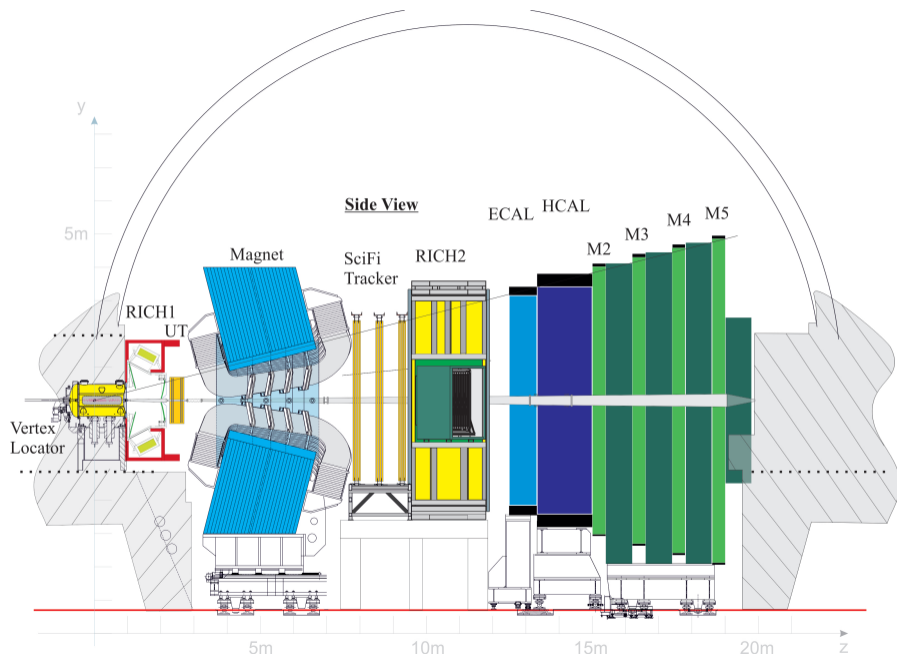 y
Side View
ECAL
HCAL
M5
M4
M3
M2
5m
Magnet
SciFi
Tracker
RICH2
RICH1
UT
Vertex
Locator
5m
10m
15m
20m
z